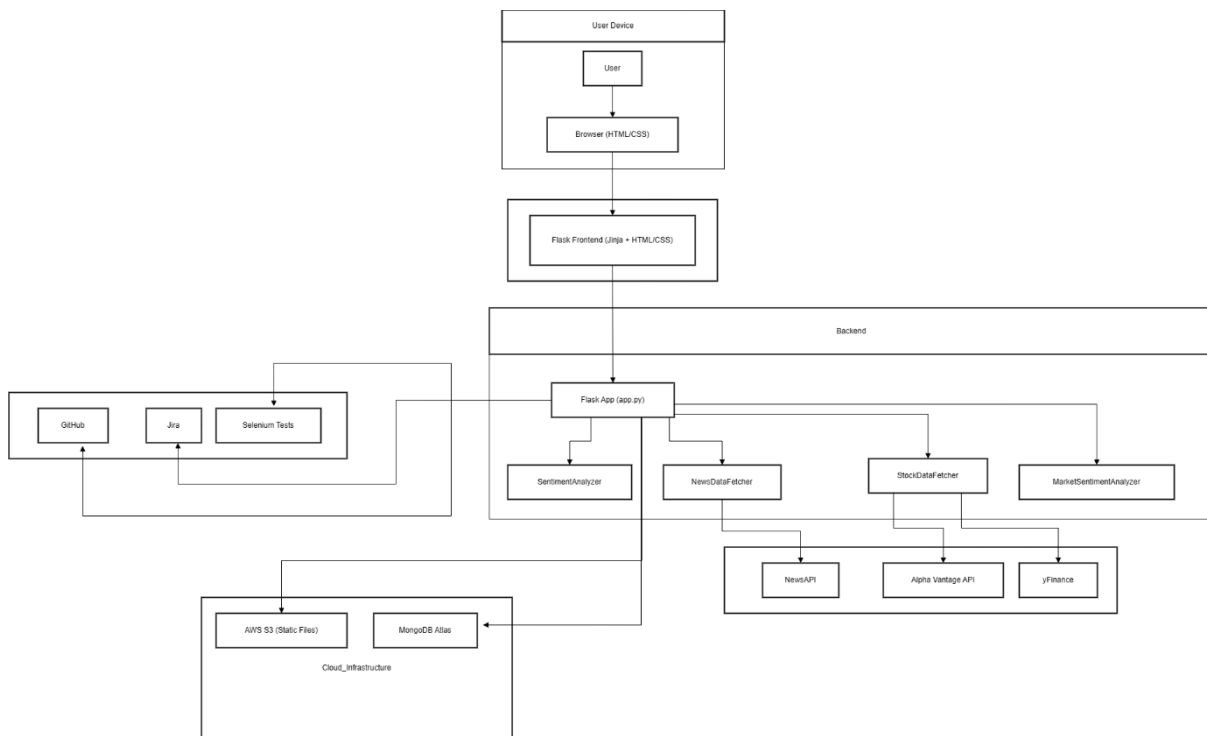 User Device
User
Browser (HTML/CSS)
Flask Frontend (Jinja + HTML/CSS)
Backend
Flask App (app.py)
GitHub
Jira
Selenium Tests
SentimentAnalyzer
NewsDataFetcher
StockDataFetcher
MarketSentimentAnalyzer
NewsAPI
Alpha Vantage API
yFinance
AWS S3 (Static Files)
MongoDB Atlas
Cloud_Infrastructure